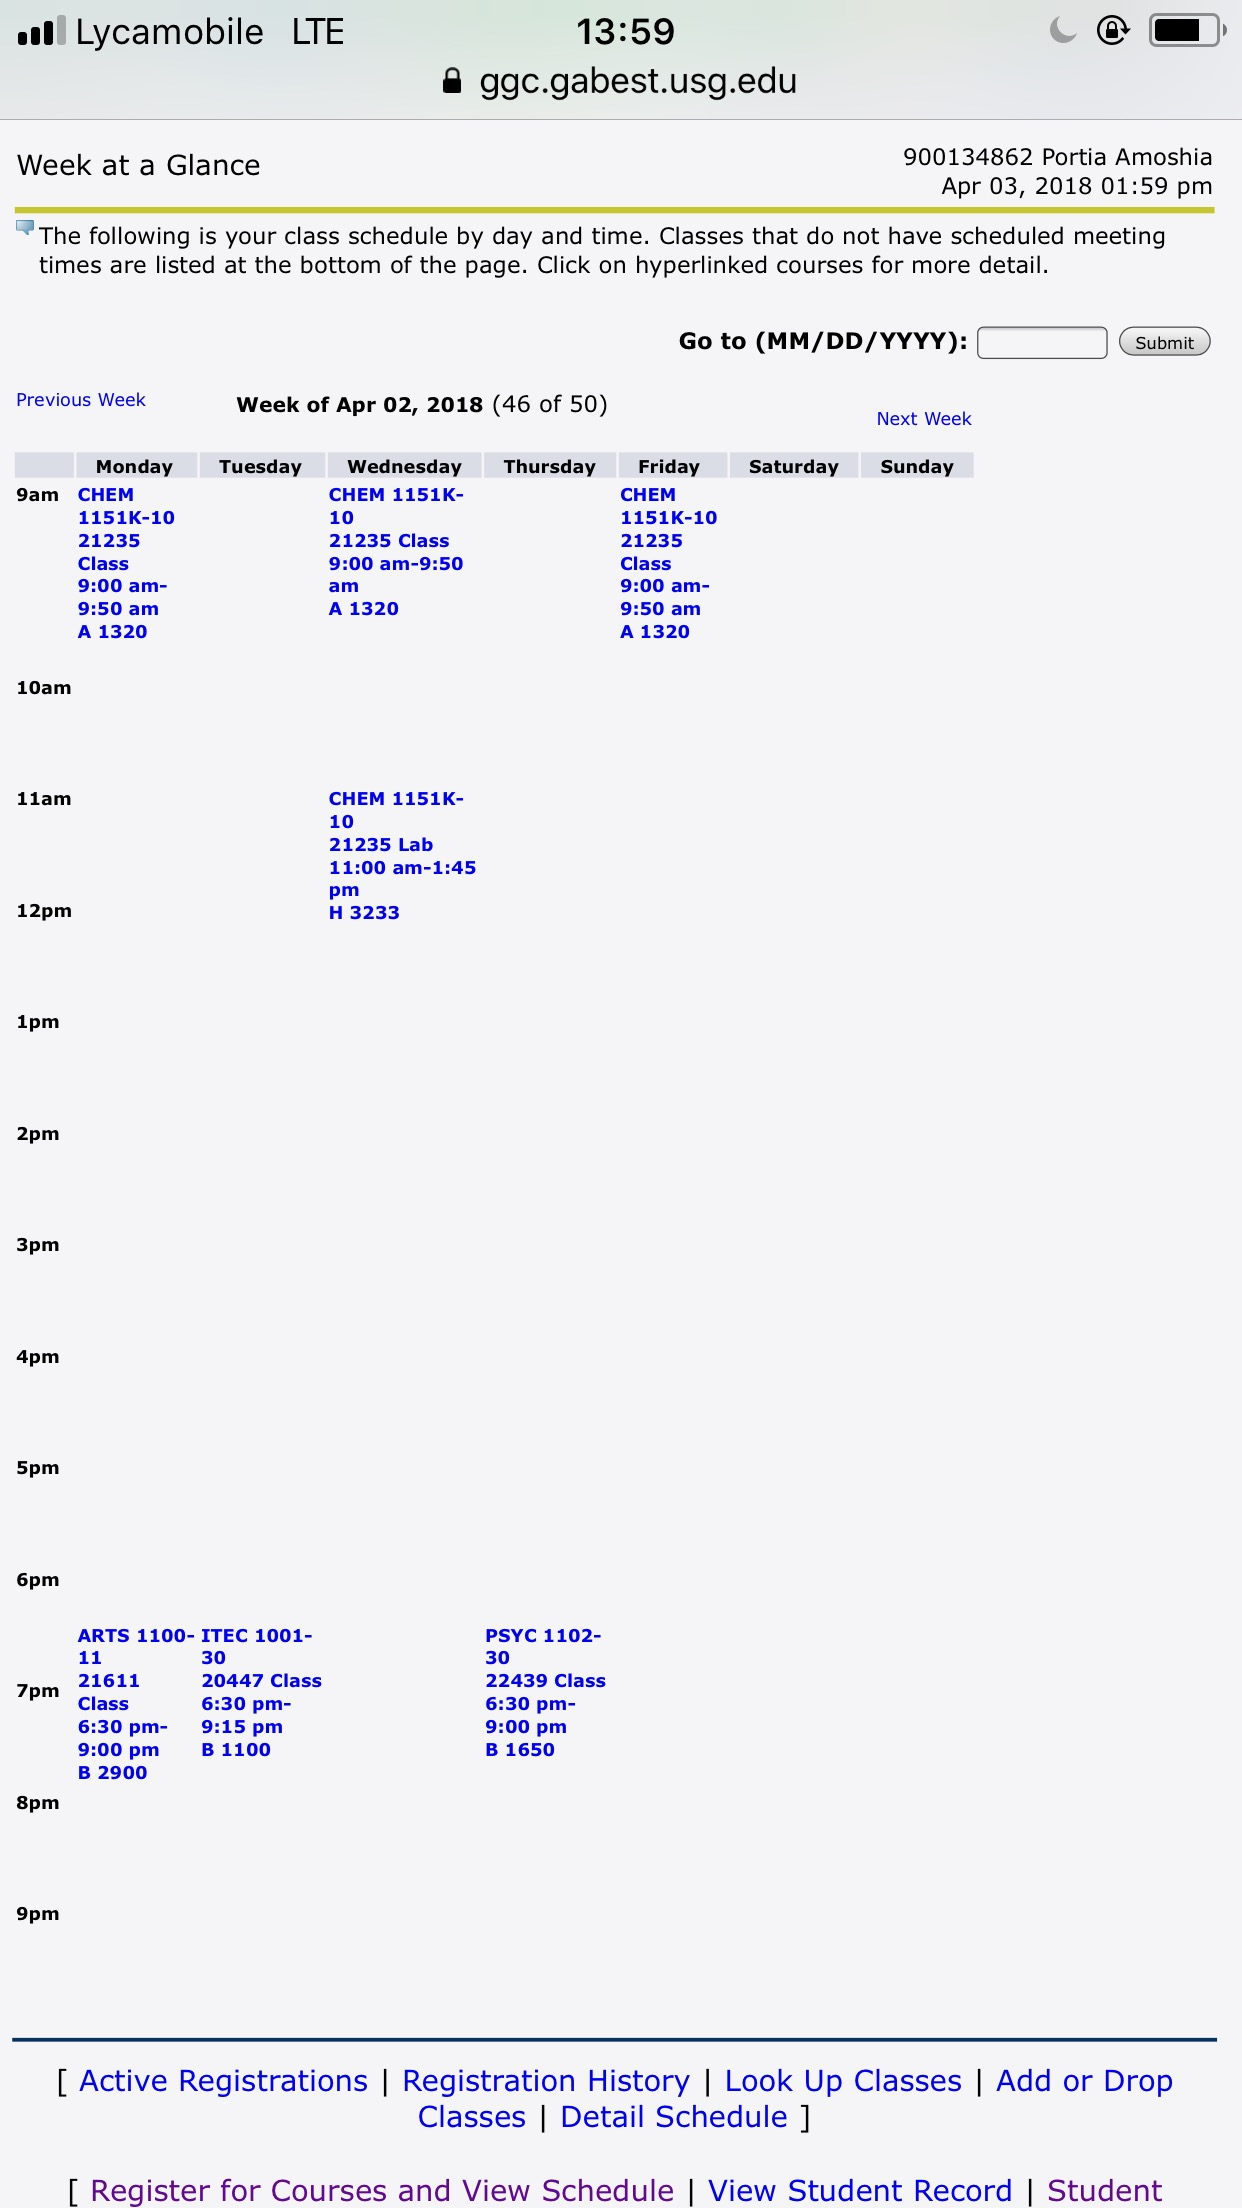 Lycamobile LTE 13:59
ggc.gabest.usg.edu
Week at a Glance
900134862 Portia Amoshia
Apr 03, 2018 01:59 pm
The following is your class schedule by day and time. Classes that do not have scheduled meeting
times are listed at the bottom of the page. Click on hyperlinked courses for more detail.
Go to (MM/DD/YYYY): Submit
Previous Week
Week of Apr 02, 2018 (46 of 50)
Next Week
Monday Tuesday Wednesday Thursday Friday Saturday Sunday
9am
CHEM
1151K-10
21235
Class
9:00 am-
9:50 am
A 1320
CHEM 1151K-
10
21235 Class
9:00 am-9:50
am
A 1320
CHEM
1151K-10
21235
Class
9:00 am-
9:50 am
A 1320
10am
11am
CHEM 1151K-
10
21235 Lab
11:00 am-1:45
pm
H 3233
12pm
1pm
2pm
3pm
4pm
5pm
6pm
ARTS 1100-
11
21611
Class
6:30 pm-
9:00 pm
B 2900
ITEC 1001-
30
20447 Class
6:30 pm-
9:15 pm
B 1100
PSYC 1102-
30
22439 Class
6:30 pm-
9:00 pm
B 1650
7pm
8pm
9pm
[ Active Registrations | Registration History | Look Up Classes | Add or Drop
Classes | Detail Schedule ]
[ Register for Courses and View Schedule | View Student Record | Student